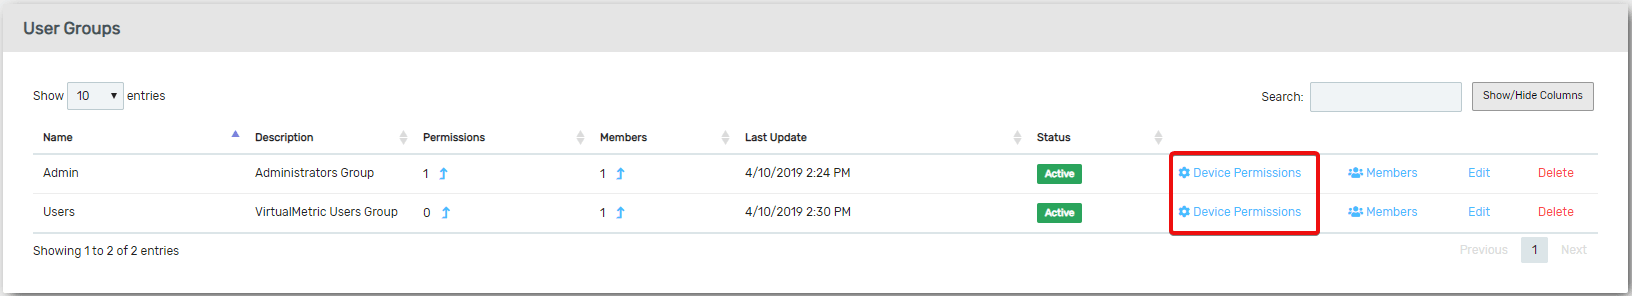 User Groups
Show 10 entries Search: Show/Hide Columns
Name Description Permissions Members Last Update Status
Admin Administrators Group 1 1 4/10/2019 2:24 PM Active Device Permissions Members Edit Delete
Users VirtualMetric Users Group 0 1 4/10/2019 2:30 PM Active Device Permissions Members Edit Delete
Showing 1 to 2 of 2 entries Previous 1 Next